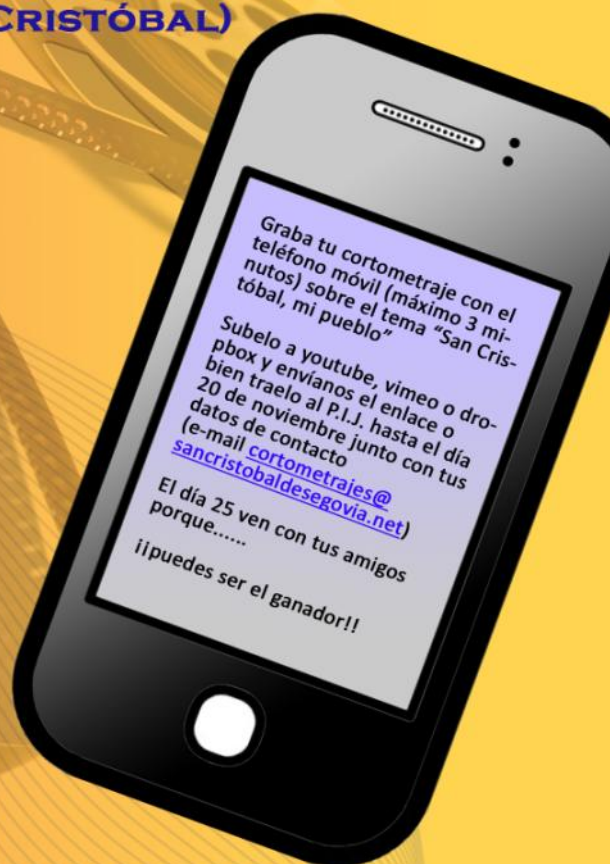 CRISTÓBAL)
Graba tu cortometraje con el
teléfono móvil (máximo 3 mi-
nutos) sobre el tema “San Cris-
tóbal, mi pueblo”
Subelo a youtube, vimeo o dro-
pbox y envíanos el enlace o
bien traelo al P.I.J. hasta el día
20 de noviembre junto con tus
datos de contacto
(e-mail cortometrajes@
sancristobaldesegovia.net)
El día 25 ven con tus amigos
porque......
¡¡puedes ser el ganador!!